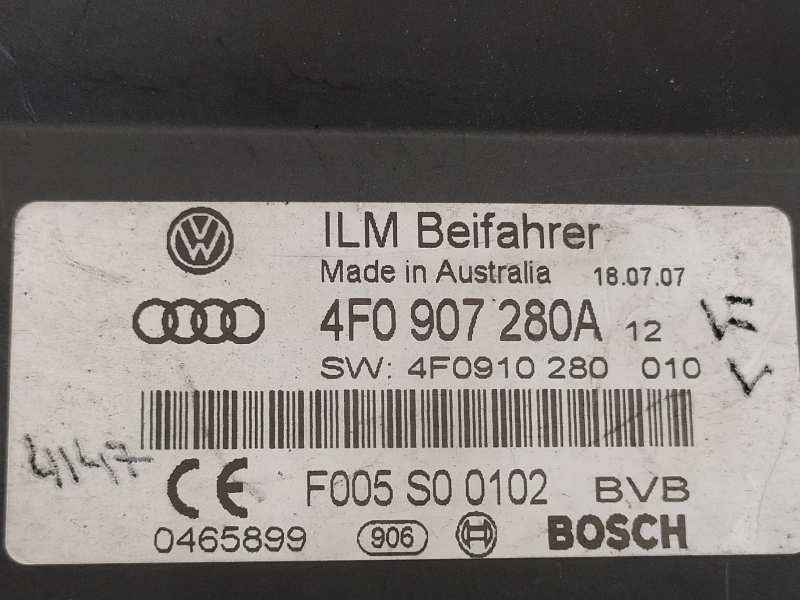 ILM Beifahrer
Made in Australia 18.07.07
4F0 907 280A 12
SW: 4F0910 280 010
4147
CE F005 S0 0102 BVB
0465899 906 BOSCH